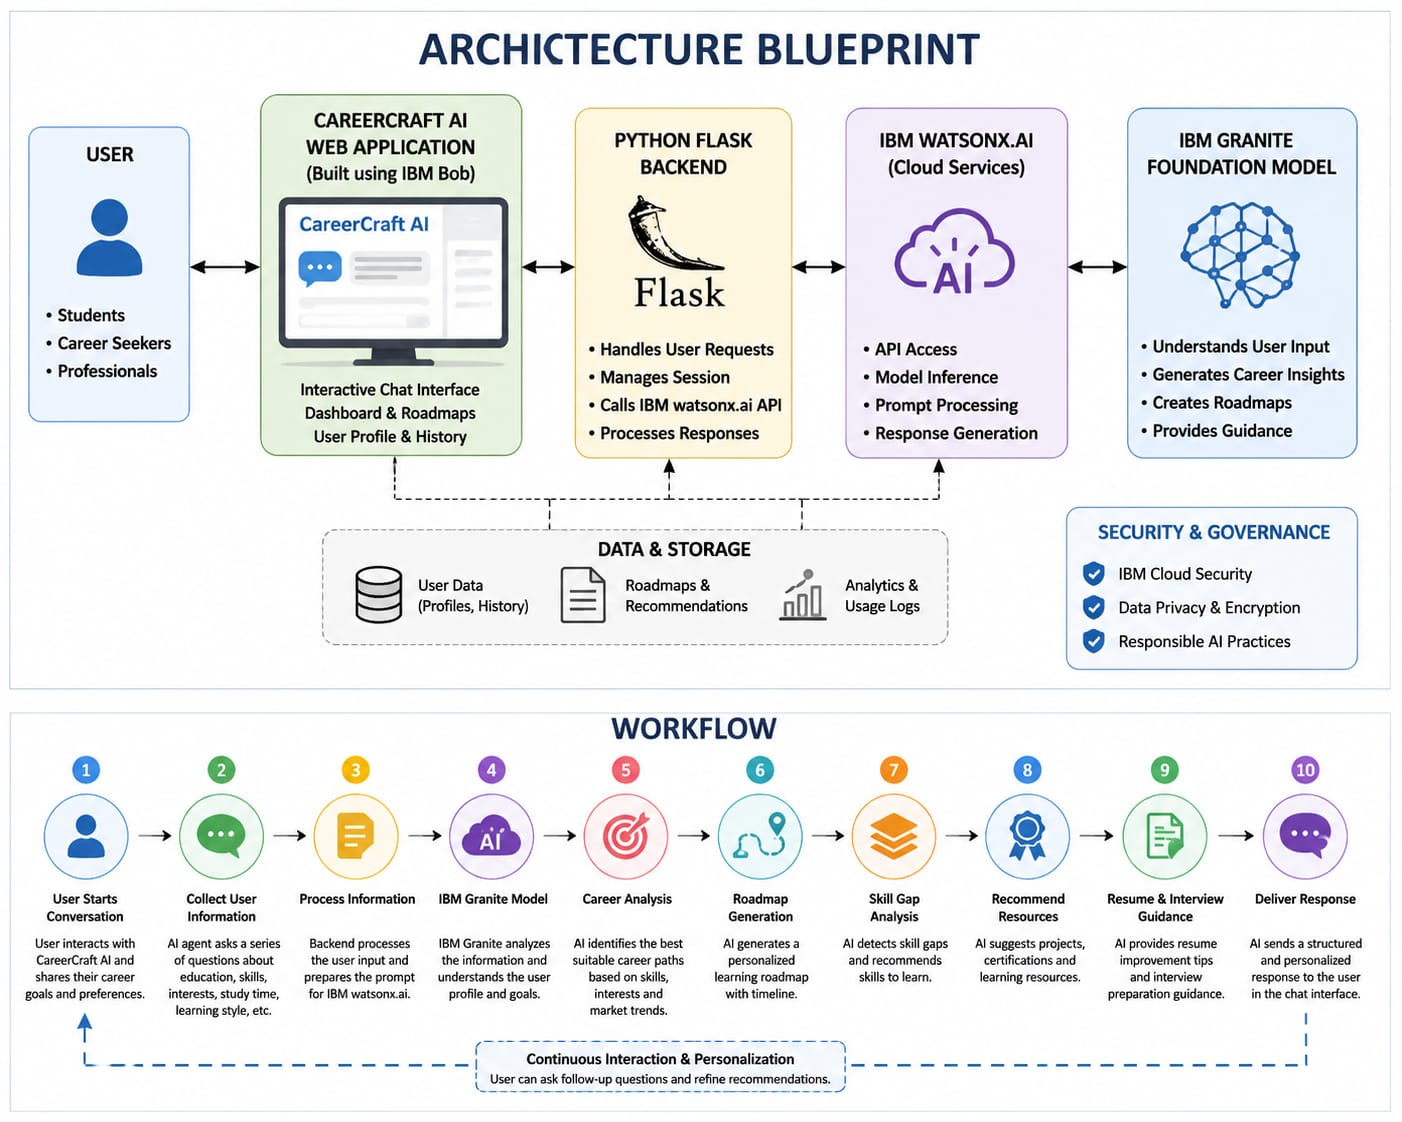 ARCHICTECTURE BLUEPRINT
USER
• Students
• Career Seekers
• Professionals
CAREERCRAFT AI
WEB APPLICATION
(Built using IBM Bob)
CareerCraft AI
Interactive Chat Interface
Dashboard & Roadmaps
User Profile & History
PYTHON FLASK
BACKEND
Flask
• Handles User Requests
• Manages Session
• Calls IBM watsonx.ai API
• Processes Responses
IBM WATSONX.AI
(Cloud Services)
AI
• API Access
• Model Inference
• Prompt Processing
• Response Generation
IBM GRANITE
FOUNDATION MODEL
• Understands User Input
• Generates Career Insights
• Creates Roadmaps
• Provides Guidance
DATA & STORAGE
User Data
(Profiles, History)
Roadmaps &
Recommendations
Analytics &
Usage Logs
SECURITY & GOVERNANCE
IBM Cloud Security
Data Privacy & Encryption
Responsible AI Practices
WORKFLOW
1
User Starts
Conversation
User interacts with
CareerCraft AI and
shares their career
goals and preferences.
2
Collect User
Information
AI agent asks a series
of questions about
education, skills,
interests, study time,
learning style, etc.
3
Process Information
Backend processes
the user input and
prepares the prompt
for IBM watsonx.ai.
4
AI
IBM Granite Model
IBM Granite analyzes
the information and
understands the user
profile and goals.
5
Career Analysis
AI identifies the best
suitable career paths
based on skills,
interests and
market trends.
6
Roadmap
Generation
AI generates a
personalized
learning roadmap
with timeline.
7
Skill Gap
Analysis
AI detects skill gaps
and recommends
skills to learn.
8
Recommend
Resources
AI suggests projects,
certifications and
learning resources.
9
Resume & Interview
Guidance
AI provides resume
improvement tips
and interview
preparation guidance.
10
Deliver Response
AI sends a structured
and personalized
response to the user
in the chat interface.
Continuous Interaction & Personalization
User can ask follow-up questions and refine recommendations.